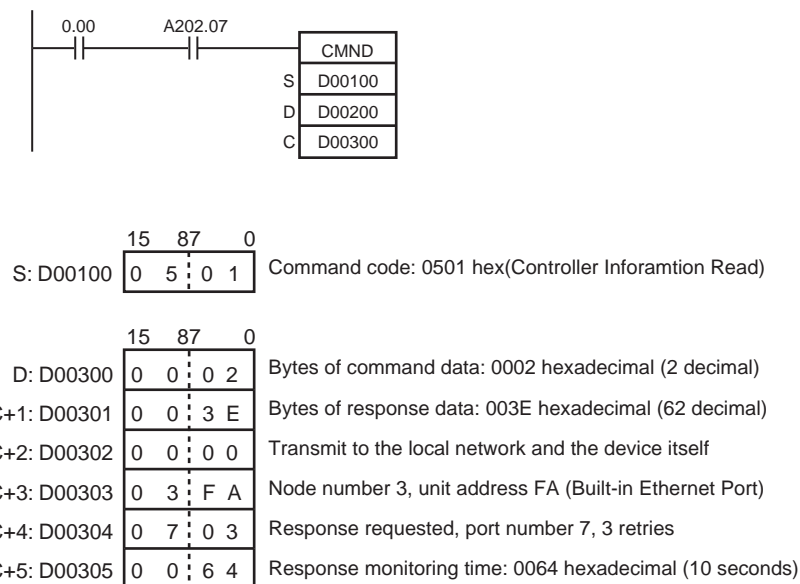 0.00 A202.07
CMND
S D00100
D D00200
C D00300
15 87 0
S: D00100 0 5 0 1 Command code: 0501 hex(Controller Inforamtion Read)
15 87 0
D: D00300 0 0 0 2 Bytes of command data: 0002 hexadecimal (2 decimal)
C+1: D00301 0 0 3 E Bytes of response data: 003E hexadecimal (62 decimal)
C+2: D00302 0 0 0 0 Transmit to the local network and the device itself
C+3: D00303 0 3 F A Node number 3, unit address FA (Built-in Ethernet Port)
C+4: D00304 0 7 0 3 Response requested, port number 7, 3 retries
C+5: D00305 0 0 6 4 Response monitoring time: 0064 hexadecimal (10 seconds)